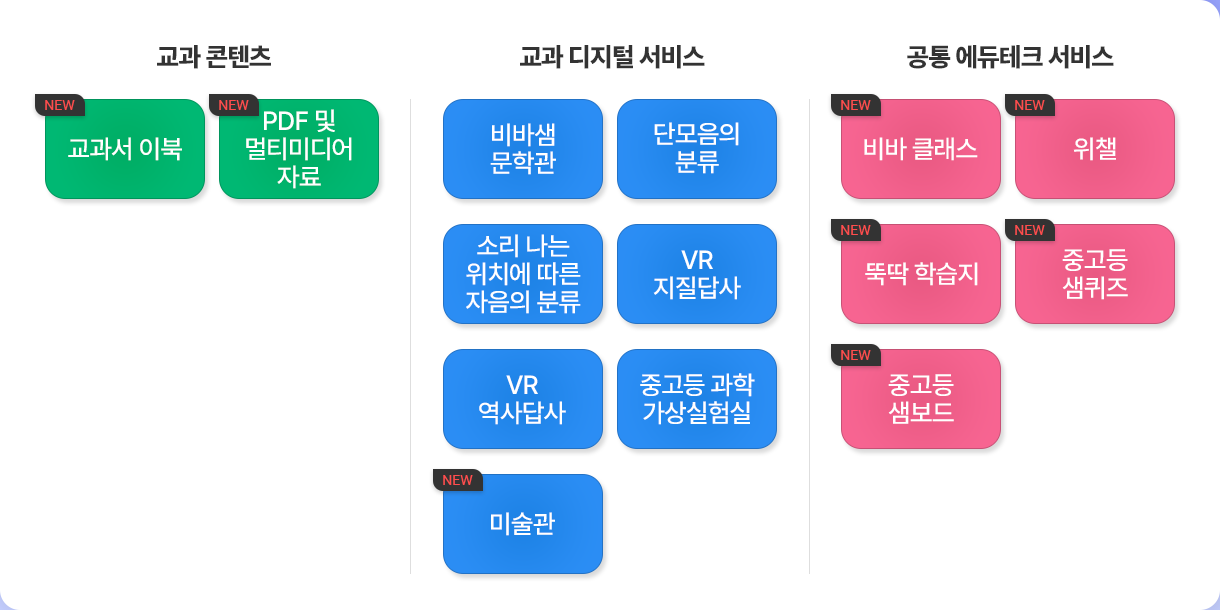 교과 콘텐츠
NEW
교과서 이북
NEW
PDF 및
멀티미디어
자료
교과 디지털 서비스
비바샘
문학관
단모음의
분류
소리 나는
위치에 따른
자음의 분류
VR
지질답사
VR
역사답사
중고등 과학
가상실험실
NEW
미술관
공통 에듀테크 서비스
NEW
비바 클래스
NEW
위챌
NEW
뚝딱 학습지
NEW
중고등
샘퀴즈
NEW
중고등
샘보드